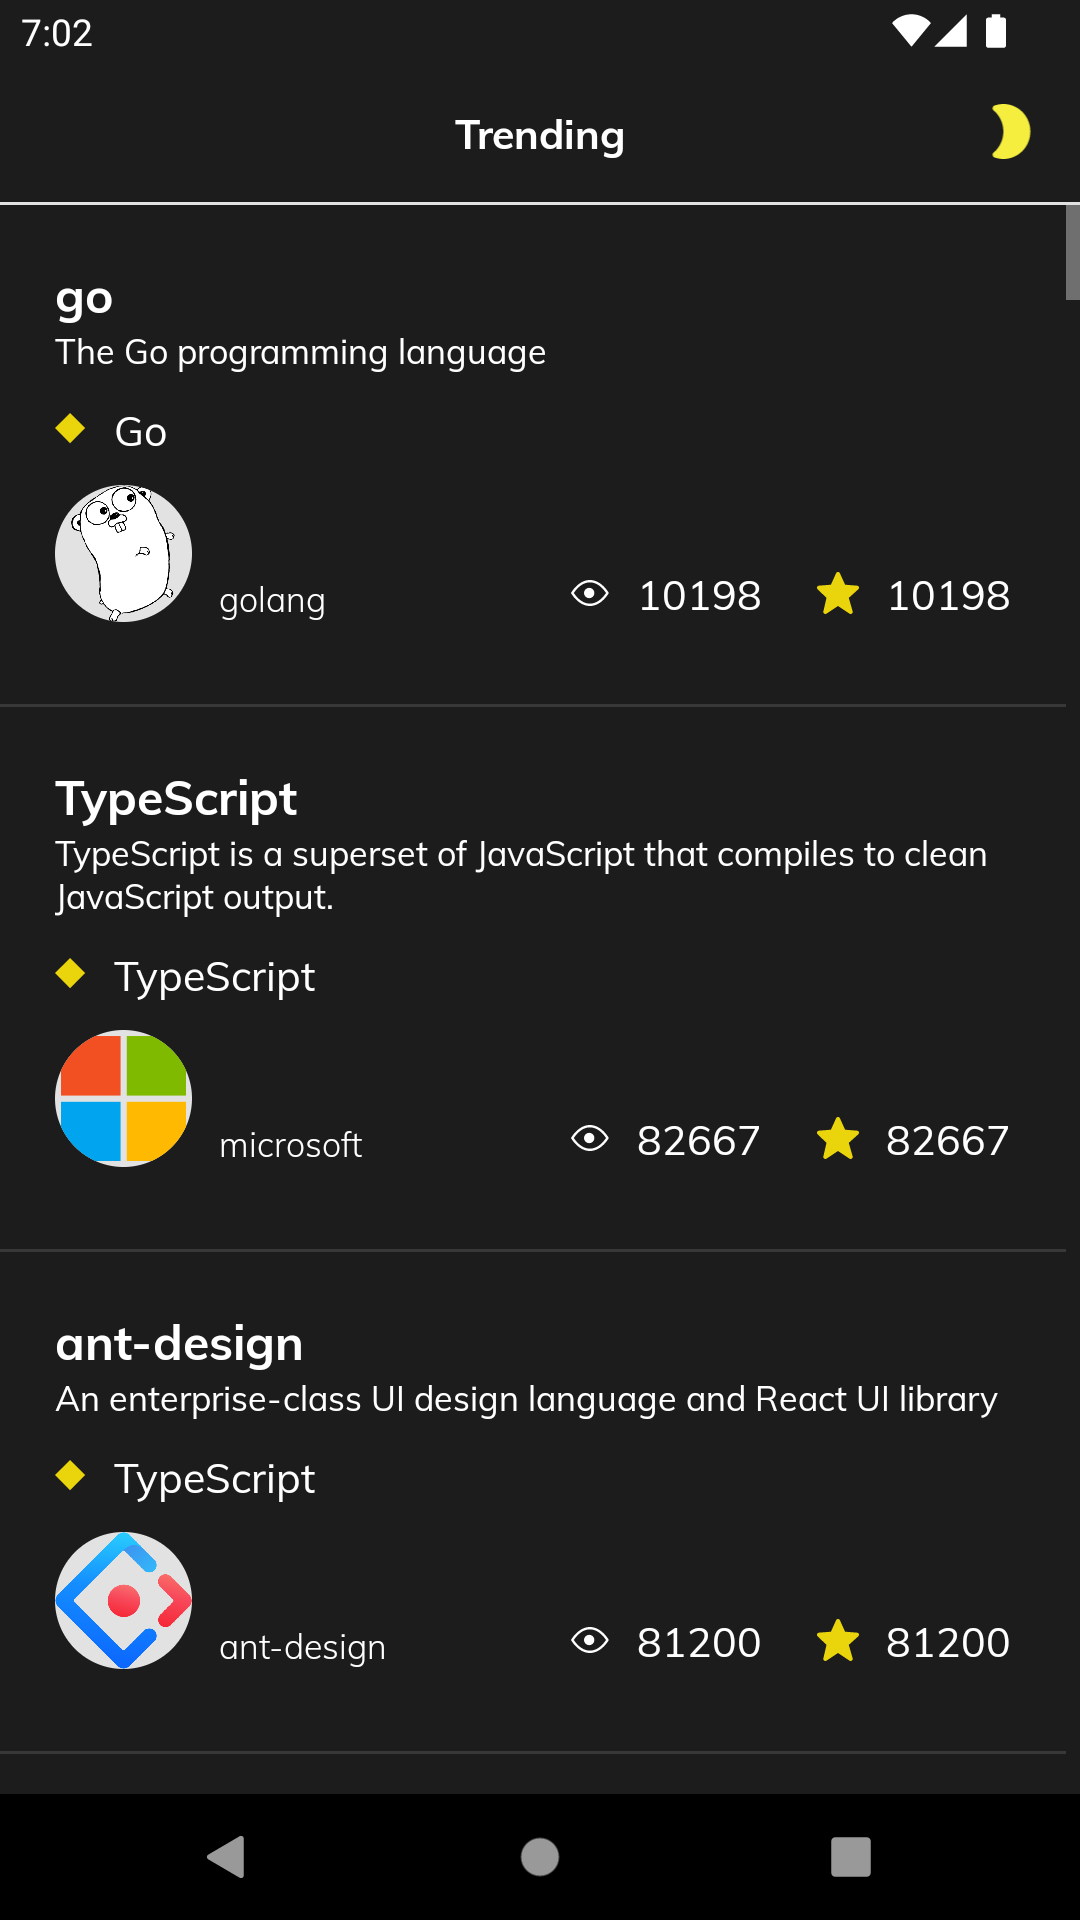 7:02
Trending
go
The Go programming language
Go
golang
10198
10198
TypeScript
TypeScript is a superset of JavaScript that compiles to clean
JavaScript output.
TypeScript
microsoft
82667
82667
ant-design
An enterprise-class UI design language and React UI library
TypeScript
ant-design
81200
81200